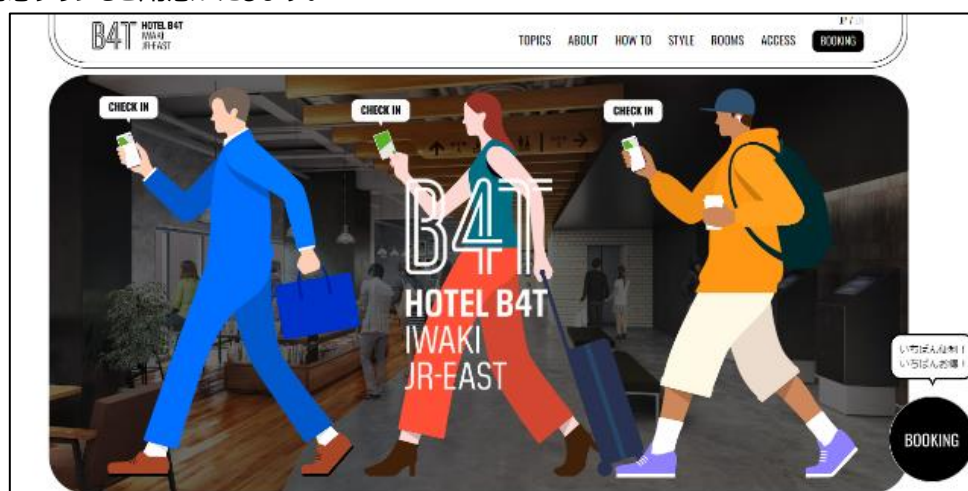 B4T HOTEL B4T
IWAKI
JR-EAST
TOPICS ABOUT HOW TO STYLE ROOMS ACCESS BOOKING
CHECK IN
CHECK IN
CHECK IN
B4T
HOTEL B4T
IWAKI
JR-EAST
いちばん便利！
いちばんお得！
BOOKING